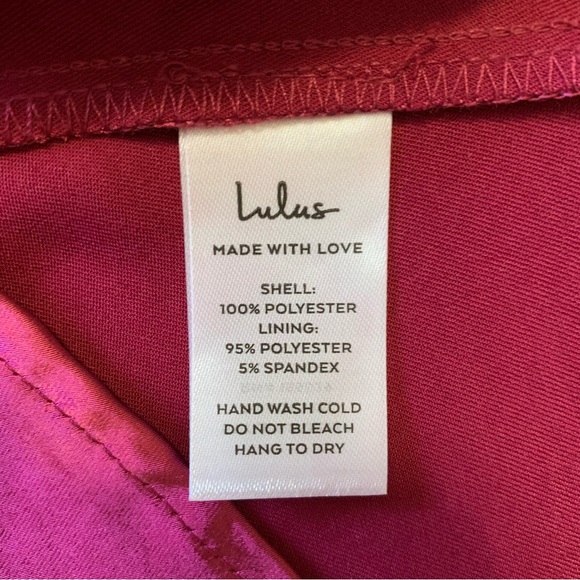 Lulus
MADE WITH LOVE
SHELL:
100% POLYESTER
LINING:
95% POLYESTER
5% SPANDEX
HAND WASH COLD
DO NOT BLEACH
HANG TO DRY